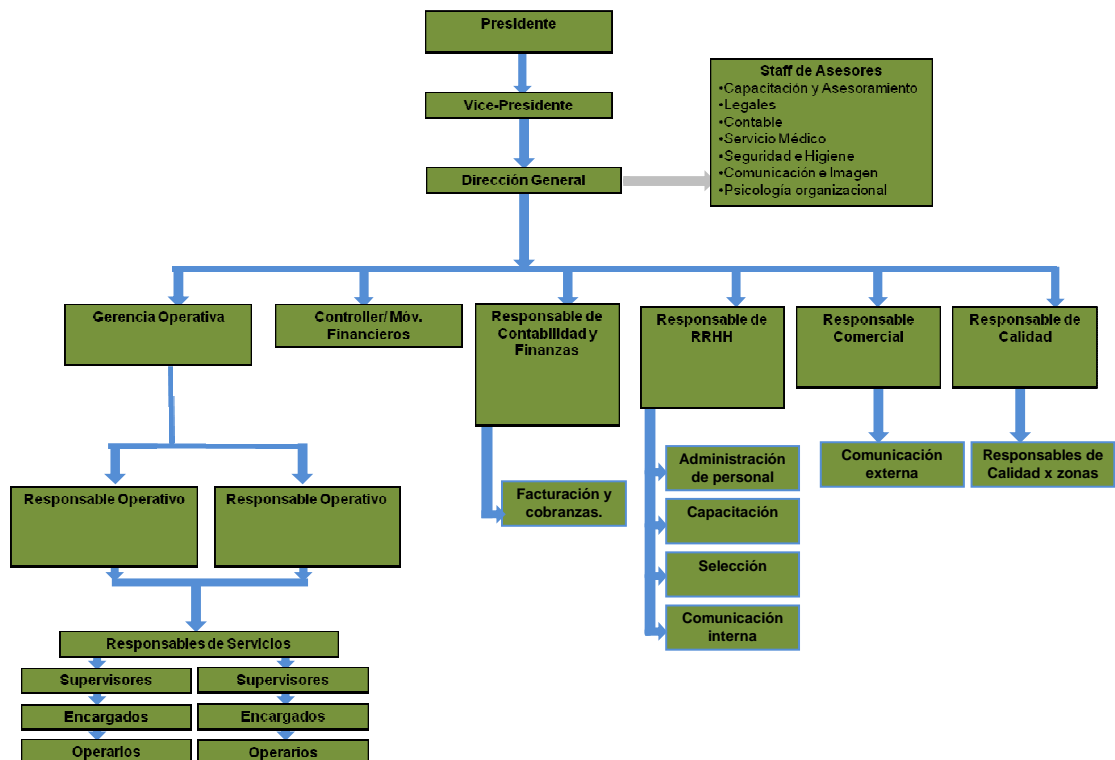 Presidente
Staff de Asesores
•Capacitación y Asesoramiento
•Legales
•Contable
•Servicio Médico
•Seguridad e Higiene
•Comunicación e Imagen
•Psicología organizacional
Vice-Presidente
Dirección General
Gerencia Operativa
Controller/ Móv.
Financieros
Responsable de
Contabilidad y
Finanzas
Responsable de
RRHH
Responsable
Comercial
Responsable de
Calidad
Administración
de personal
Comunicación
externa
Responsables de
Calidad x zonas
Responsable Operativo
Responsable Operativo
Facturación y
cobranzas.
Capacitación
Selección
Comunicación
interna
Responsables de Servicios
Supervisores
Supervisores
Encargados
Encargados
Operarios
Operarios